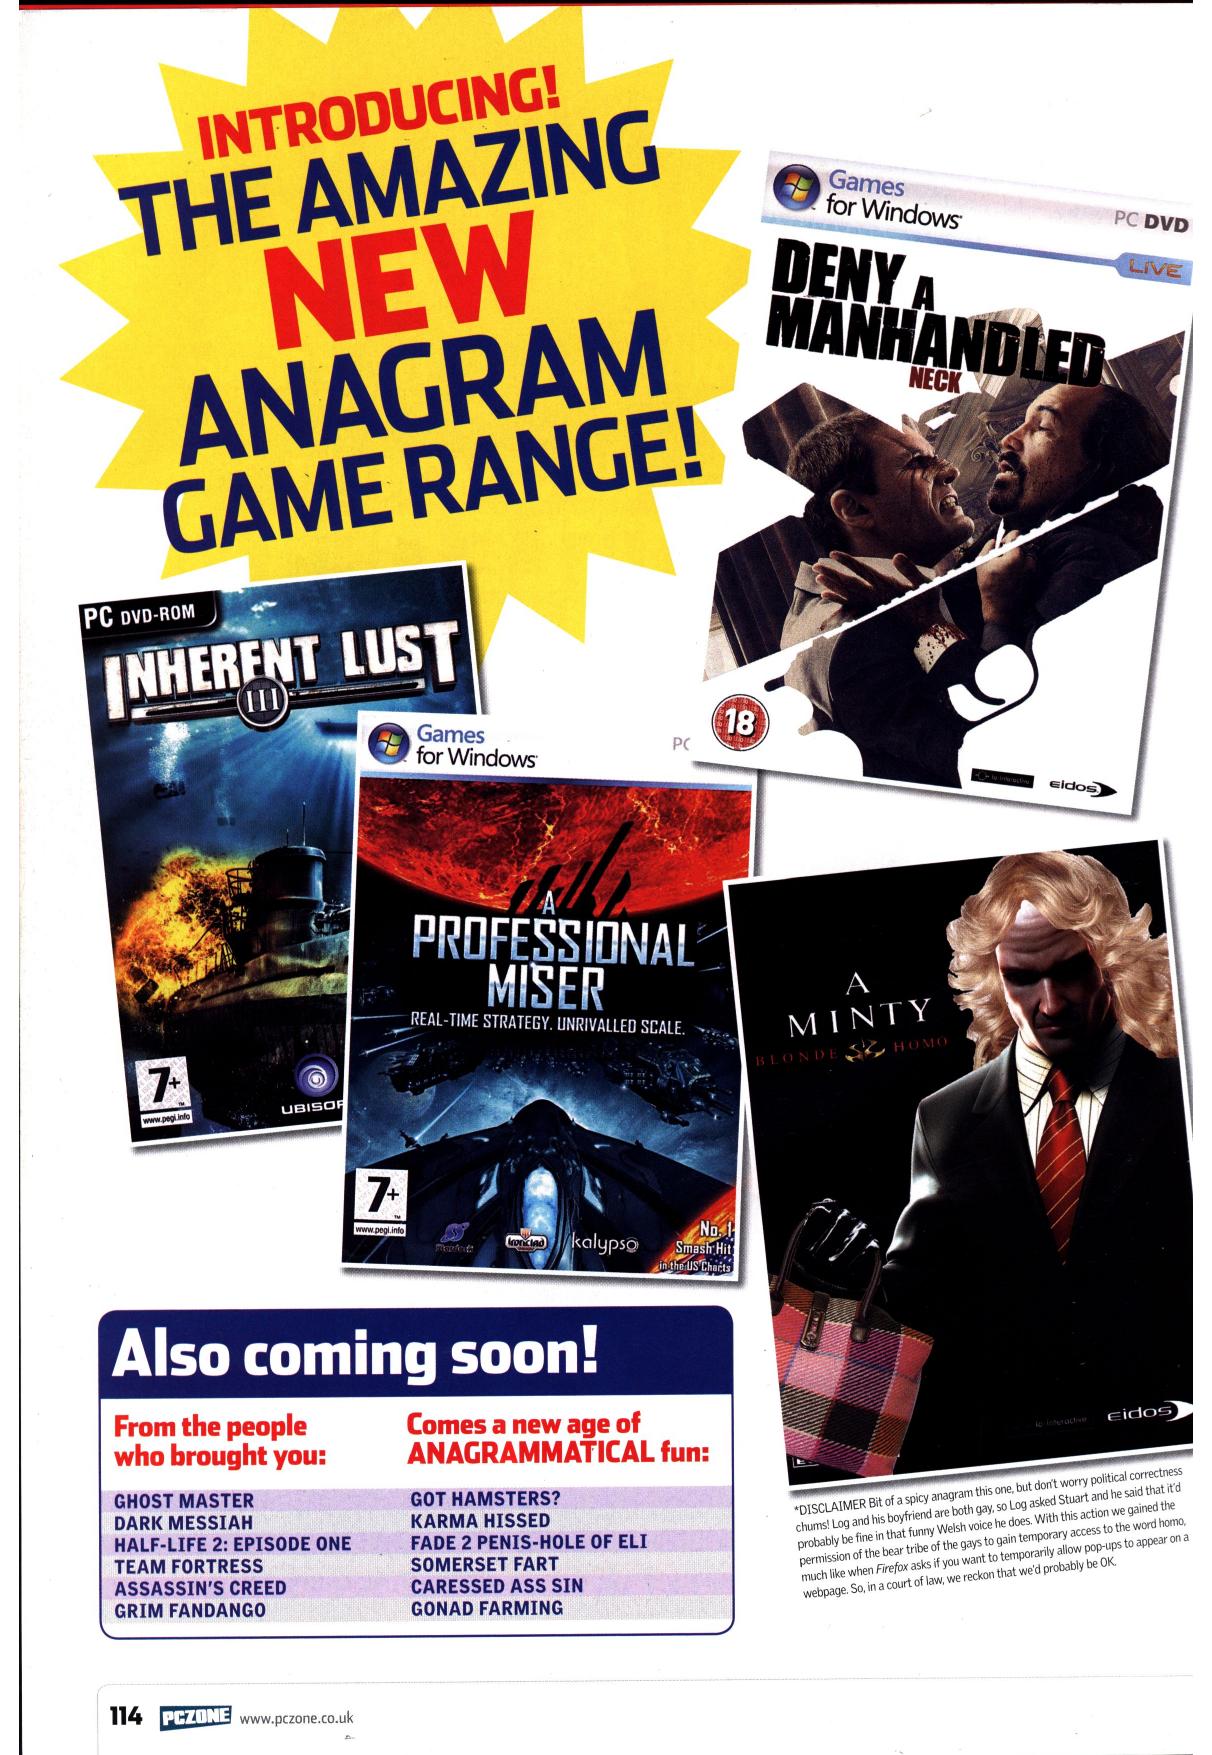 INTRODUCING!
THE AMAZING
NEW
ANAGRAM
GAME RANGE!
Games
for Windows
PC DVD
LIVE
DENY A
MANHANDLED
NECK
18
io interactive
eidos
PC DVD-ROM
INHERENT LUST
III
7+
www.pegi.info
UBISOF
Games
for Windows
PC
A
PROFESSIONAL
MISER
REAL-TIME STRATEGY. UNRIVALLED SCALE.
7+
www.pegi.info
Stardock
Ironclad
kalypso
No. 1
Smash Hit
in the US Charts
A
MINTY
BLONDE HOMO
io interactive
eidos
*DISCLAIMER Bit of a spicy anagram this one, but don't worry political correctness
chums! Log and his boyfriend are both gay, so Log asked Stuart and he said that it'd
probably be fine in that funny Welsh voice he does. With this action we gained the
permission of the bear tribe of the gays to gain temporary access to the word homo,
much like when Firefox asks if you want to temporarily allow pop-ups to appear on a
webpage. So, in a court of law, we reckon that we'd probably be OK.
Also coming soon!
From the people
who brought you:
Comes a new age of
ANAGRAMMATICAL fun:
GHOST MASTER GOT HAMSTERS?
DARK MESSIAH KARMA HISSED
HALF-LIFE 2: EPISODE ONE FADE 2 PENIS-HOLE OF ELI
TEAM FORTRESS SOMERSET FART
ASSASSIN'S CREED CARESSED ASS SIN
GRIM FANDANGO GONAD FARMING
114 PCZONE www.pczone.co.uk